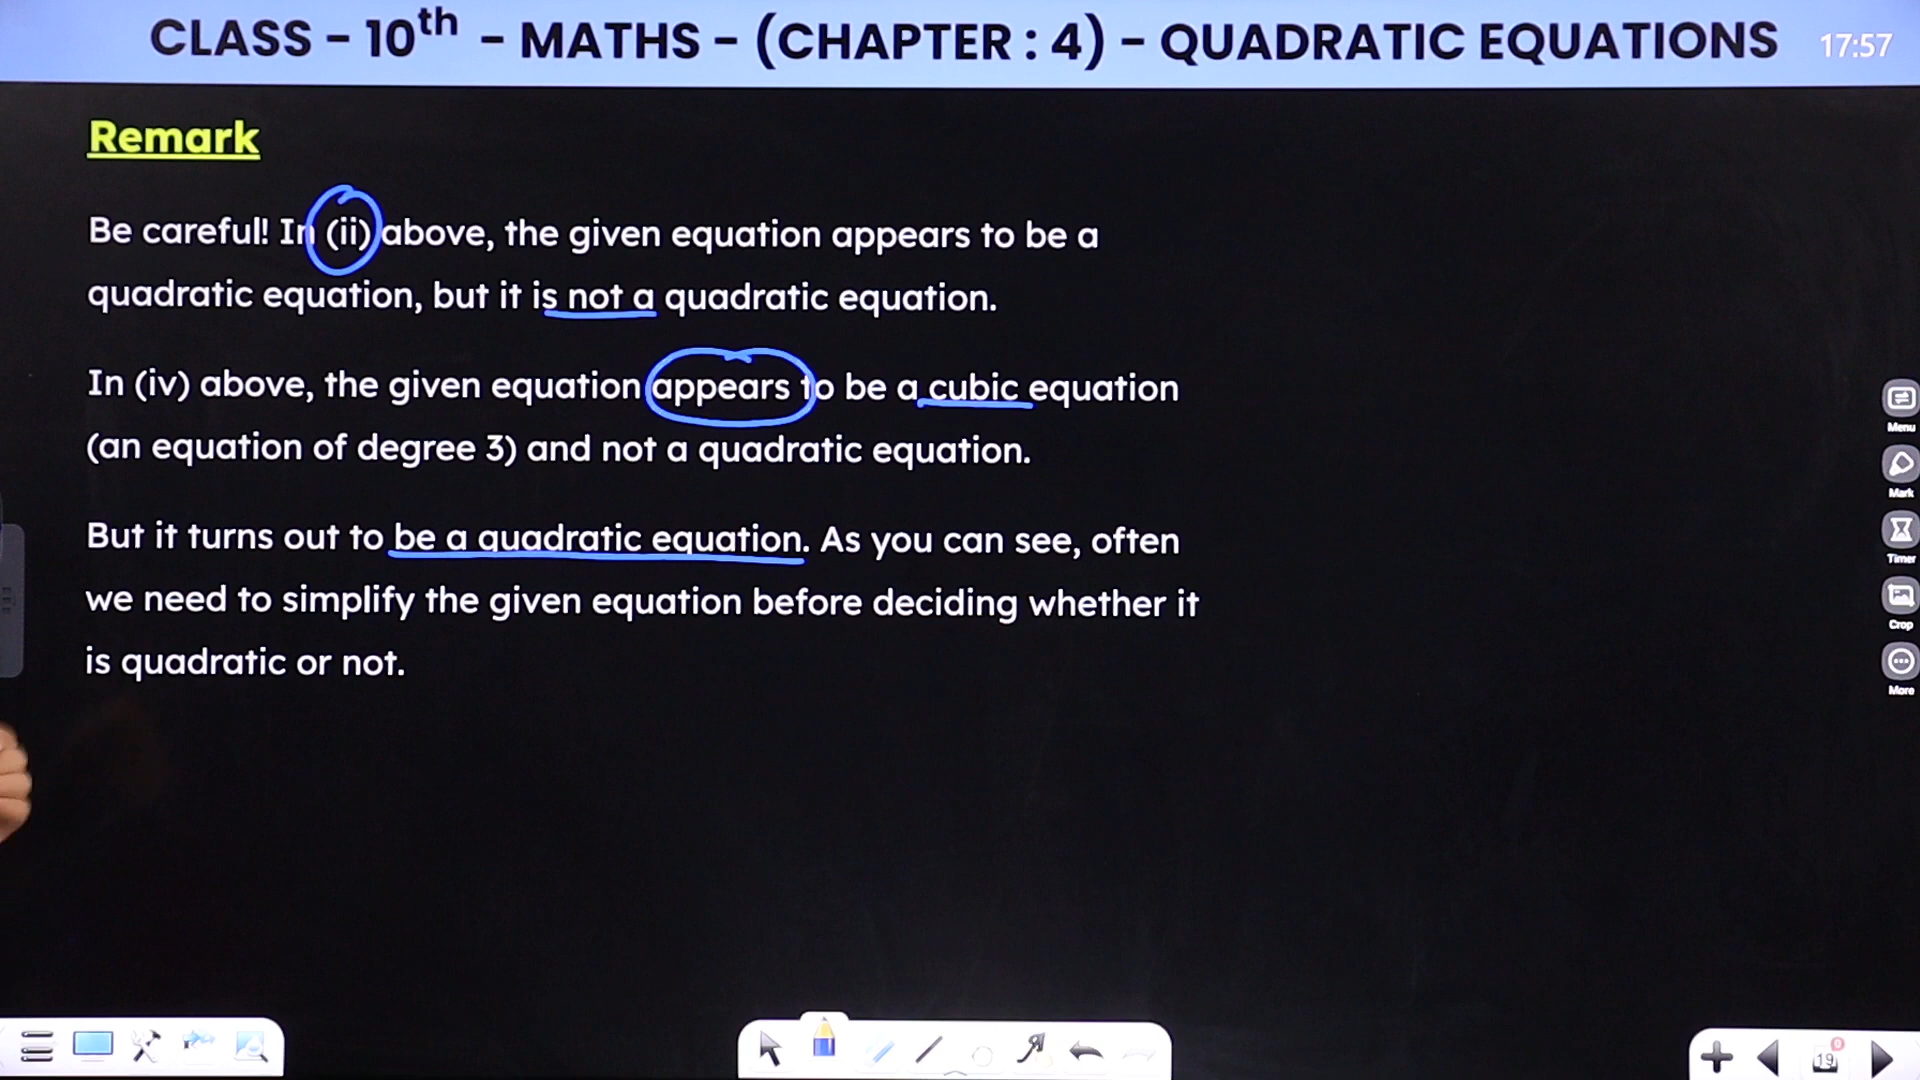 CLASS - 10th - MATHS - (CHAPTER : 4) - QUADRATIC EQUATIONS
17:57
Remark
Be careful! In (ii) above, the given equation appears to be a
quadratic equation, but it is not a quadratic equation.
In (iv) above, the given equation appears to be a cubic equation
(an equation of degree 3) and not a quadratic equation.
But it turns out to be a quadratic equation. As you can see, often
we need to simplify the given equation before deciding whether it
is quadratic or not.
Menu
Mark
Timer
Crop
More
0
19